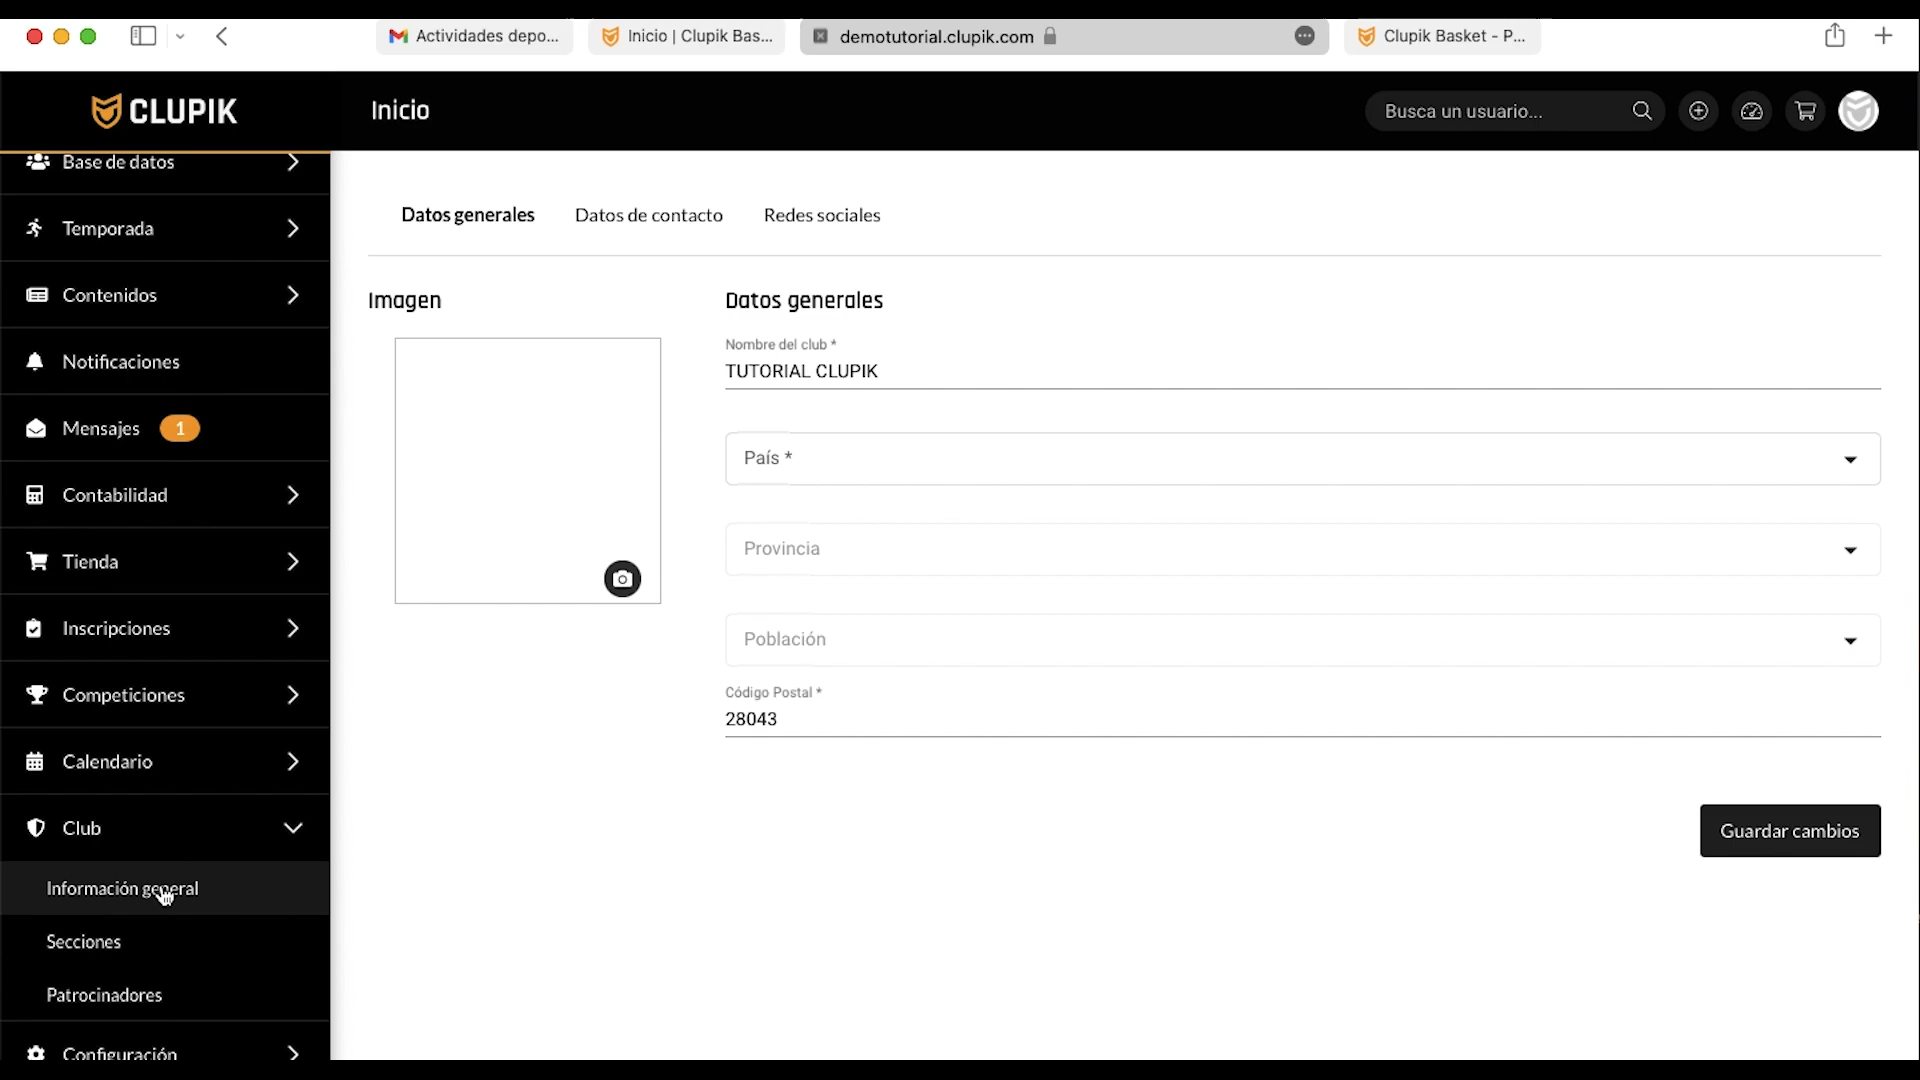 Actividades depo...
Inicio | Clupik Bas...
demotutorial.clupik.com
Clupik Basket - P...
CLUPIK
Inicio
Busca un usuario...
Base de datos
Temporada
Contenidos
Notificaciones
Mensajes 1
Contabilidad
Tienda
Inscripciones
Competiciones
Calendario
Club
Información general
Secciones
Patrocinadores
Configuración
Datos generales
Datos de contacto
Redes sociales
Imagen
Datos generales
Nombre del club *
TUTORIAL CLUPIK
País *
Provincia
Población
Código Postal *
28043
Guardar cambios